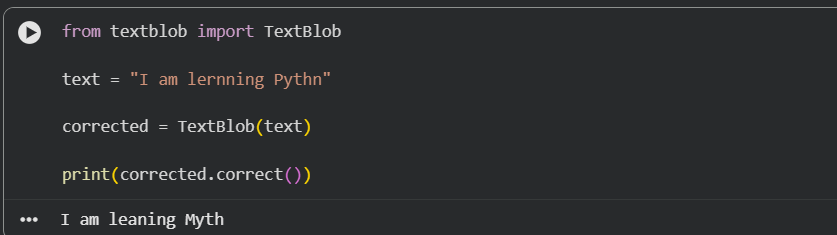 from textblob import TextBlob
text = "I am lernning Pythn"
corrected = TextBlob(text)
print(corrected.correct())
I am leaning Myth